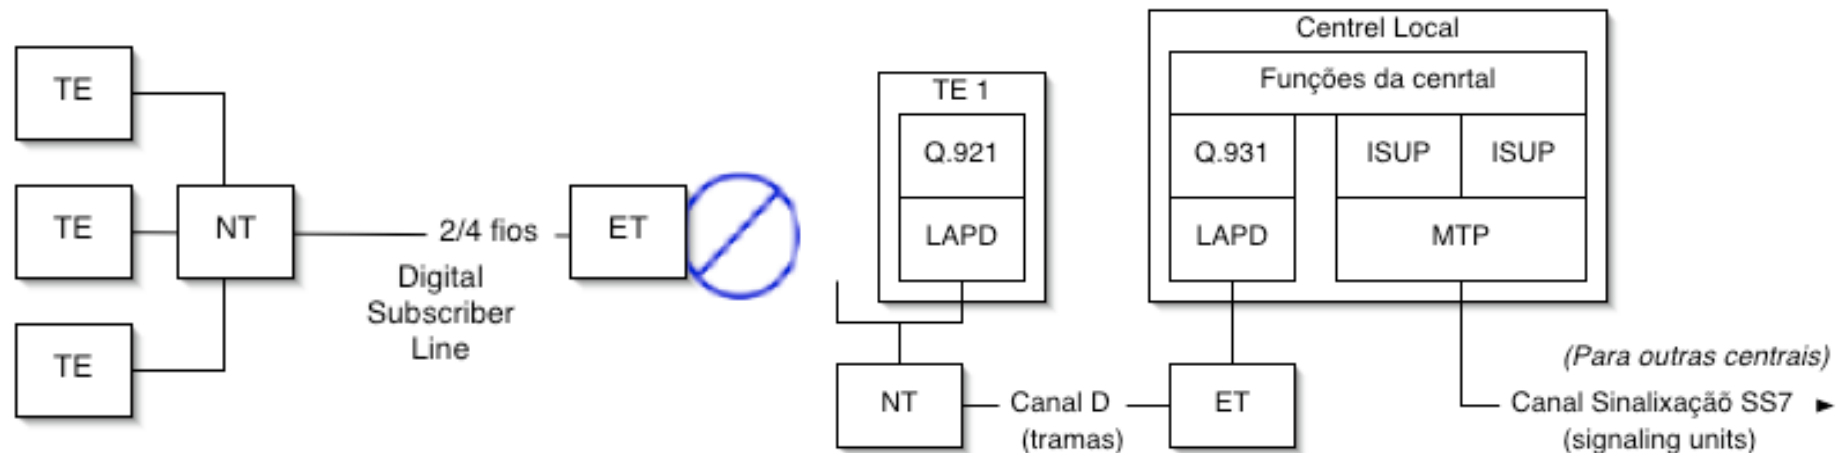 TE
TE
TE
NT
2/4 fios
Digital
Subscriber
Line
ET
TE 1
Q.921
LAPD
NT
Canal D
(tramas)
ET
Centrel Local
Funções da cenrtal
Q.931
LAPD
ISUP
ISUP
MTP
(Para outras centrais)
Canal Sinalixaçãõ SS7
(signaling units)